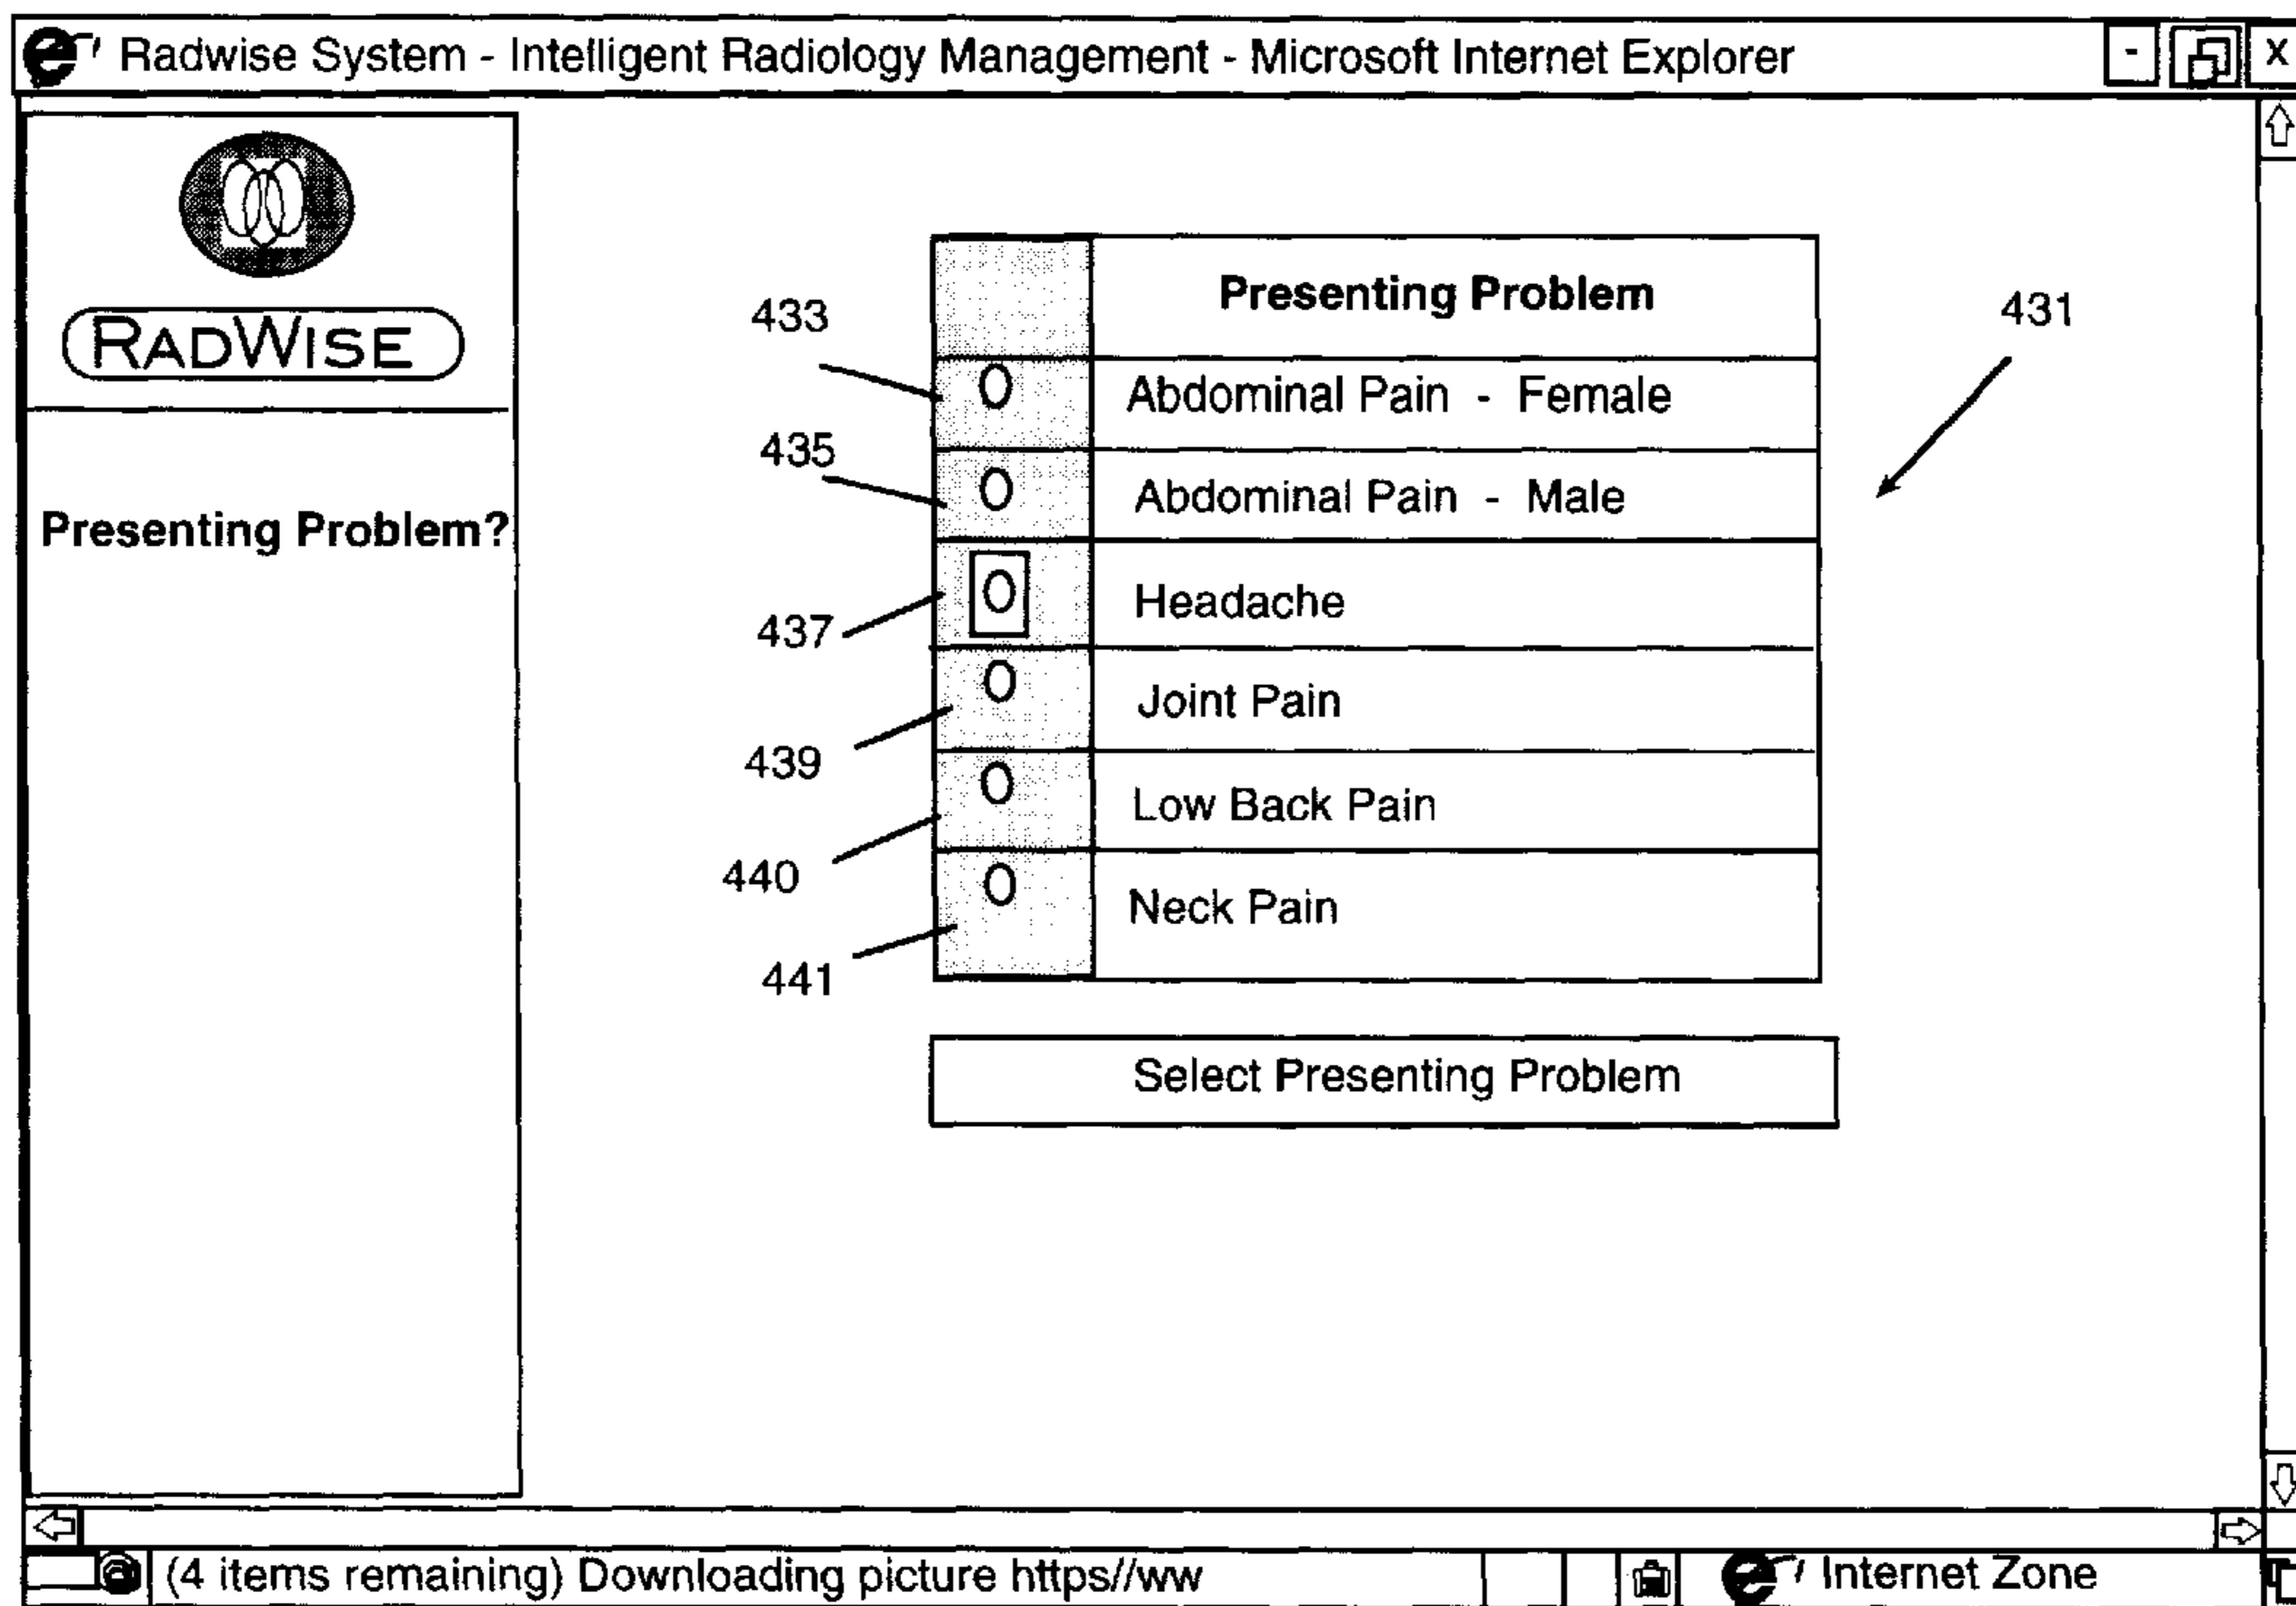 Radwise System - Intelligent Radiology Management - Microsoft Internet Explorer - X
RADWISE
Presenting Problem?
Presenting Problem
433
431
Abdominal Pain - Female
435
Abdominal Pain - Male
437
Headache
439
Joint Pain
440
Low Back Pain
441
Neck Pain
Select Presenting Problem
(4 items remaining) Downloading picture https//ww
Internet Zone